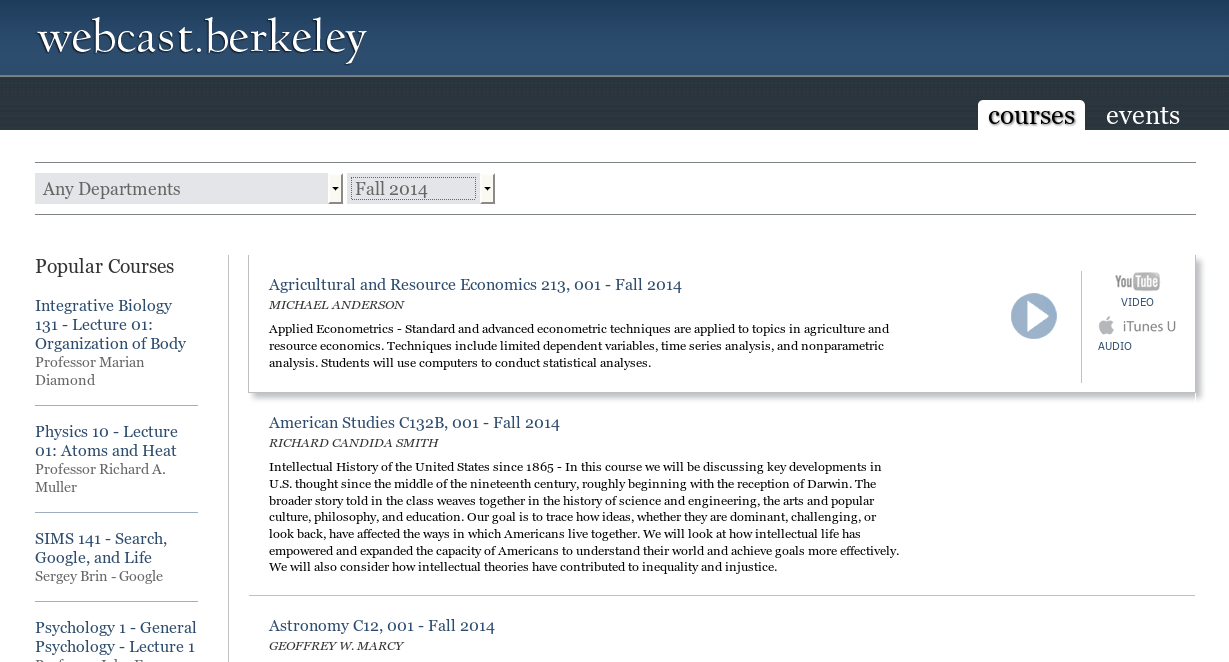 webcast.berkeley
courses
events
Any Departments
Fall 2014
Popular Courses
Integrative Biology
131 - Lecture 01:
Organization of Body
Professor Marian
Diamond
Physics 10 - Lecture
01: Atoms and Heat
Professor Richard A.
Muller
SIMS 141 - Search,
Google, and Life
Sergey Brin - Google
Psychology 1 - General
Psychology - Lecture 1
Agricultural and Resource Economics 213, 001 - Fall 2014
MICHAEL ANDERSON
Applied Econometrics - Standard and advanced econometric techniques are applied to topics in agriculture and
resource economics. Techniques include limited dependent variables, time series analysis, and nonparametric
analysis. Students will use computers to conduct statistical analyses.
YouTube
VIDEO
iTunes U
AUDIO
American Studies C132B, 001 - Fall 2014
RICHARD CANDIDA SMITH
Intellectual History of the United States since 1865 - In this course we will be discussing key developments in
U.S. thought since the middle of the nineteenth century, roughly beginning with the reception of Darwin. The
broader story told in the class weaves together in the history of science and engineering, the arts and popular
culture, philosophy, and education. Our goal is to trace how ideas, whether they are dominant, challenging, or
look back, have affected the ways in which Americans live together. We will look at how intellectual life has
empowered and expanded the capacity of Americans to understand their world and achieve goals more effectively.
We will also consider how intellectual theories have contributed to inequality and injustice.
Astronomy C12, 001 - Fall 2014
GEOFFREY W. MARCY